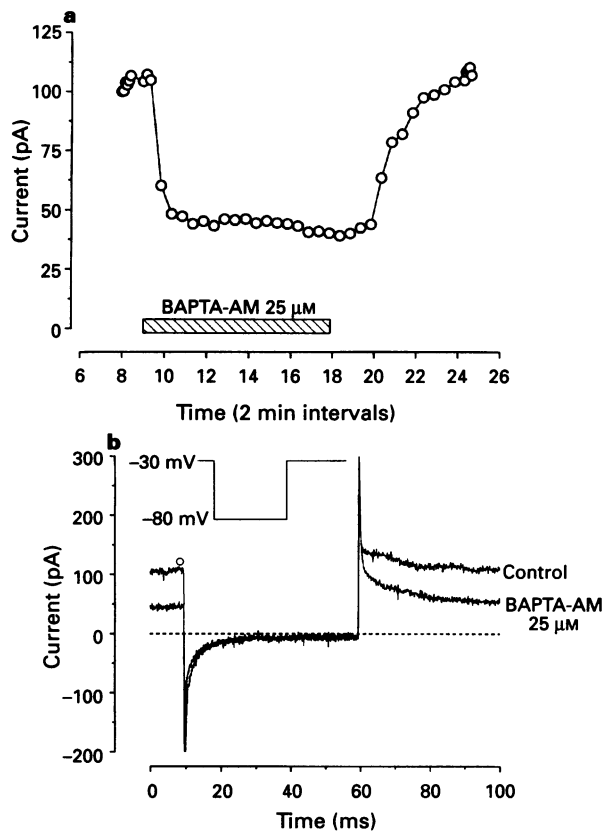 a
125
100
75
50
25
0
Current (pA)
BAPTA-AM 25 µM
6 8 10 12 14 16 18 20 22 24 26
Time (2 min intervals)
b
300
200
100
0
−100
−200
Current (pA)
−30 mV
−80 mV
Control
BAPTA-AM
25 µM
0 20 40 60 80 100
Time (ms)